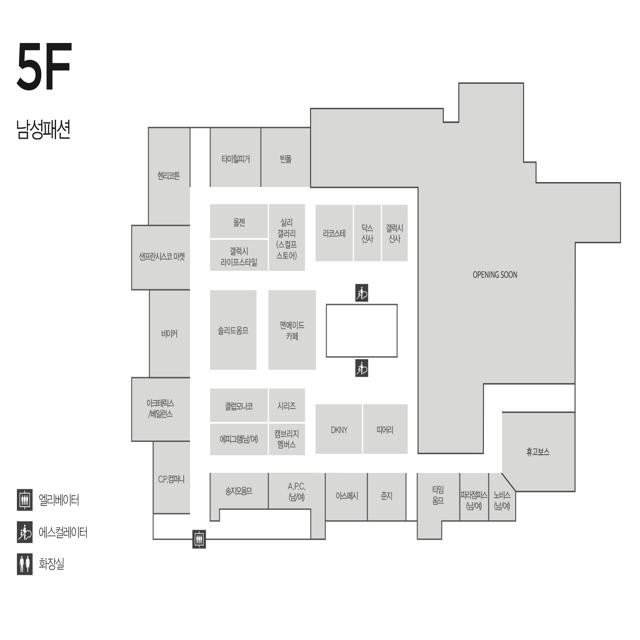 5F
남성패션
헨리코튼
타미힐피거
빈폴
샌프란시스코 마켓
올젠
갤럭시
라이프스타일
실리
갤러리
(스컬프
스토어)
라코스테
닥스
신사
갤럭시
신사
OPENING SOON
바이커
솔리드옴므
맨메이드
카페
아크테릭스
/베일런스
클럽모나코
시리즈
에피그램(남/여)
캠브리지
멤버스
DKNY
띠어리
휴고보스
C.P.컴퍼니
송지오옴므
A.P.C.
(남/여)
아스페시
준지
타임
옴므
파라점퍼스
(남/여)
노비스
(남/여)
엘리베이터
에스컬레이터
화장실